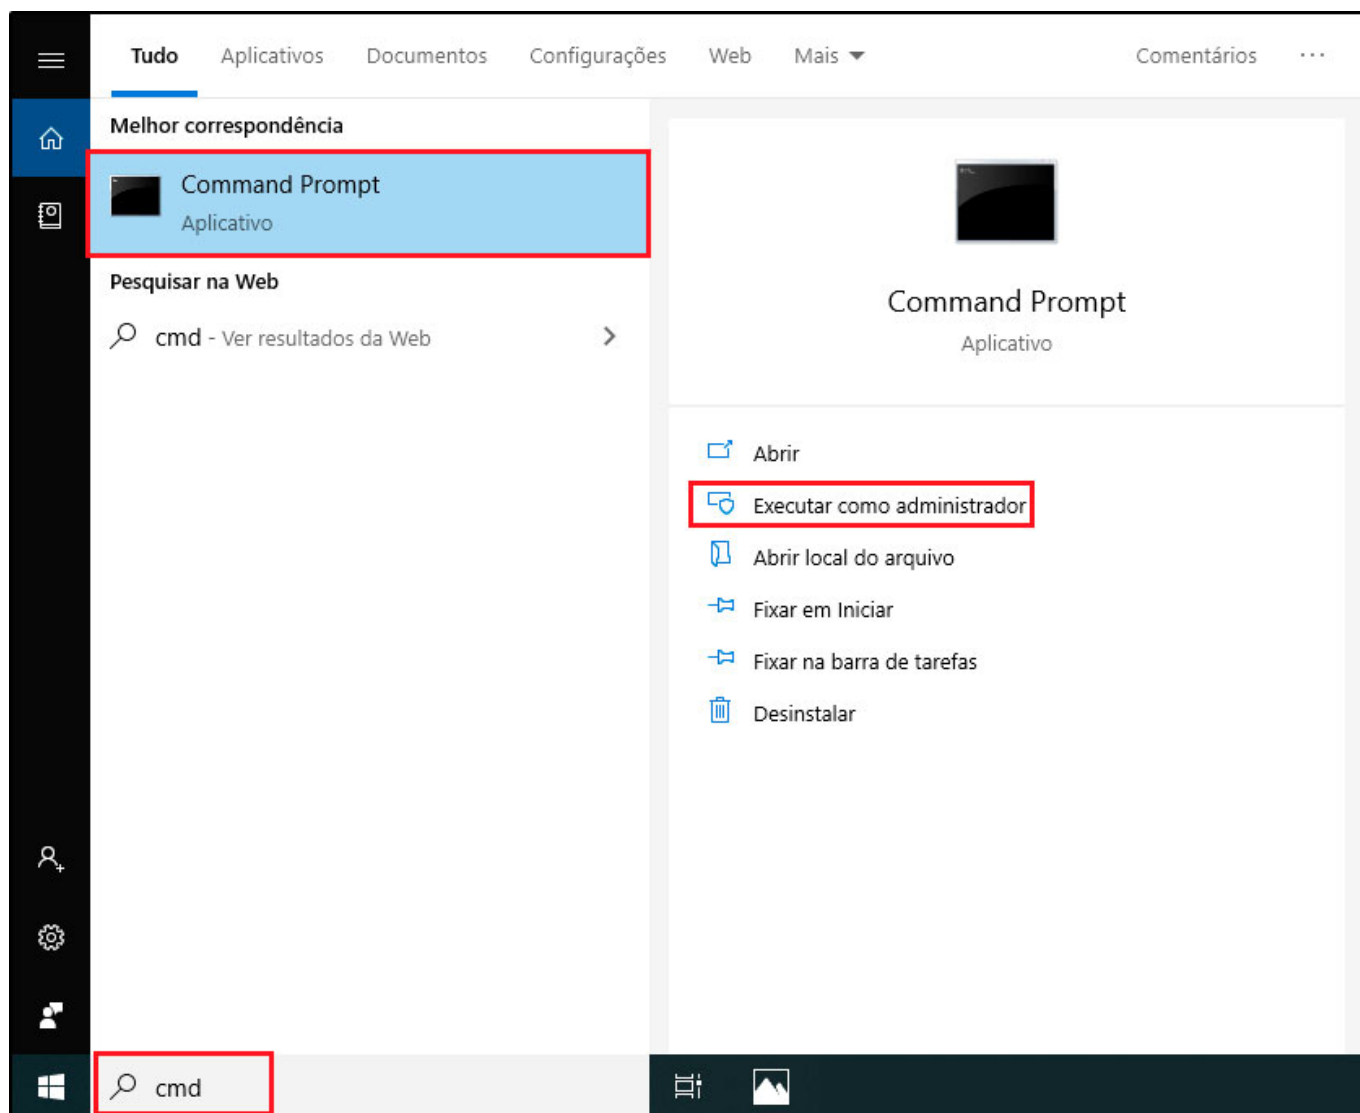 Tudo Aplicativos Documentos Configurações Web Mais Comentários ...
Melhor correspondência
Command Prompt
Aplicativo
Pesquisar na Web
cmd - Ver resultados da Web
Command Prompt
Aplicativo
Abrir
Executar como administrador
Abrir local do arquivo
Fixar em Iniciar
Fixar na barra de tarefas
Desinstalar
cmd